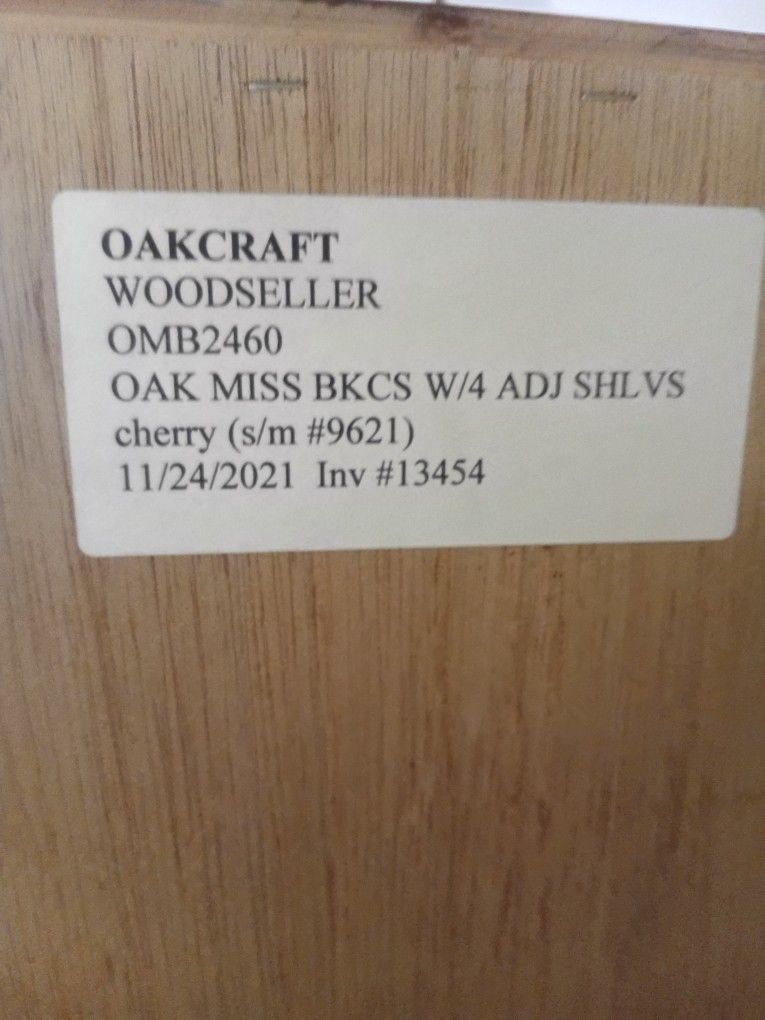 OAKCRAFT
WOODSELLER
OMB2460
OAK MISS BKCS W/4 ADJ SHLVS
cherry (s/m #9621)
11/24/2021 Inv #13454